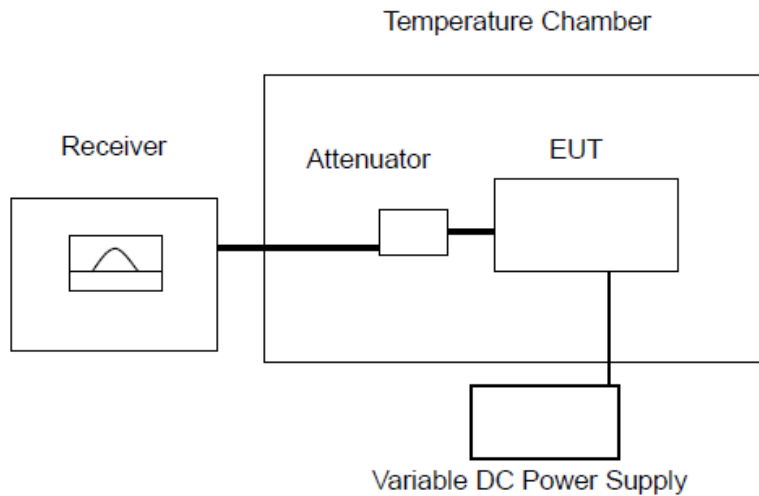 Temperature Chamber
Receiver
Attenuator
EUT
Variable DC Power Supply